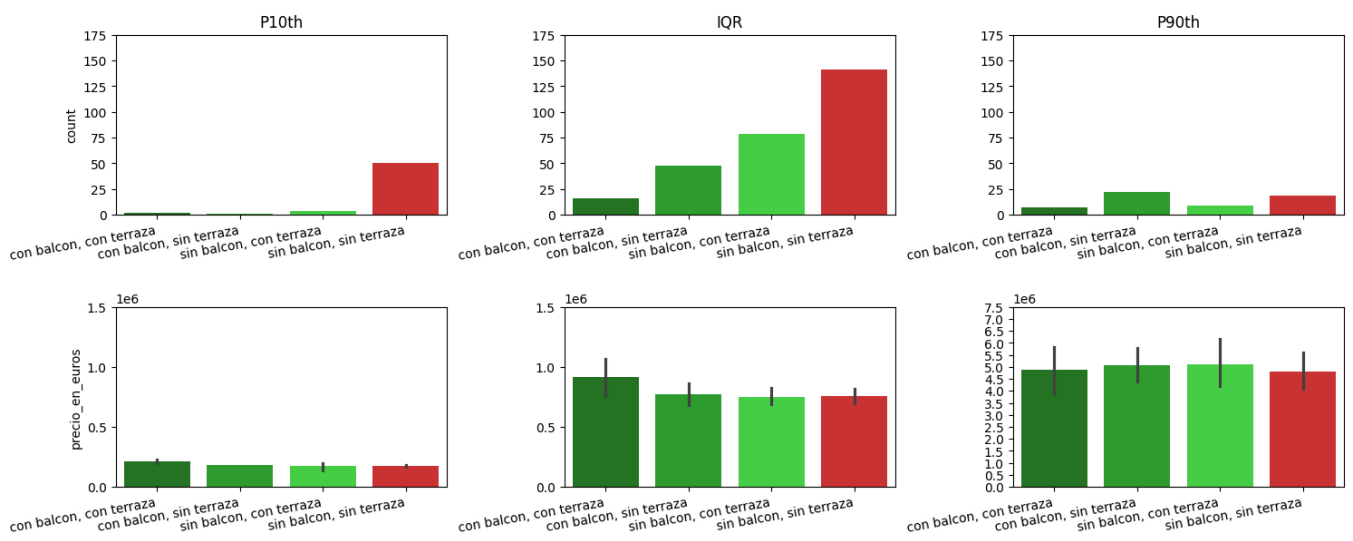 P10th
175
150
125
100
75
50
25
0
count
con balcon, con terraza
con balcon, sin terraza
sin balcon, con terraza
sin balcon, sin terraza
IQR
175
150
125
100
75
50
25
0
con balcon, con terraza
con balcon, sin terraza
sin balcon, con terraza
sin balcon, sin terraza
P90th
175
150
125
100
75
50
25
0
con balcon, con terraza
con balcon, sin terraza
sin balcon, con terraza
sin balcon, sin terraza
1e6
1.5
1.0
0.5
0.0
precio_en_euros
con balcon, con terraza
con balcon, sin terraza
sin balcon, con terraza
sin balcon, sin terraza
1e6
1.5
1.0
0.5
0.0
con balcon, con terraza
con balcon, sin terraza
sin balcon, con terraza
sin balcon, sin terraza
1e6
7.5
7.0
6.5
6.0
5.5
5.0
4.5
4.0
3.5
3.0
2.5
2.0
1.5
1.0
0.5
0.0
con balcon, con terraza
con balcon, sin terraza
sin balcon, con terraza
sin balcon, sin terraza